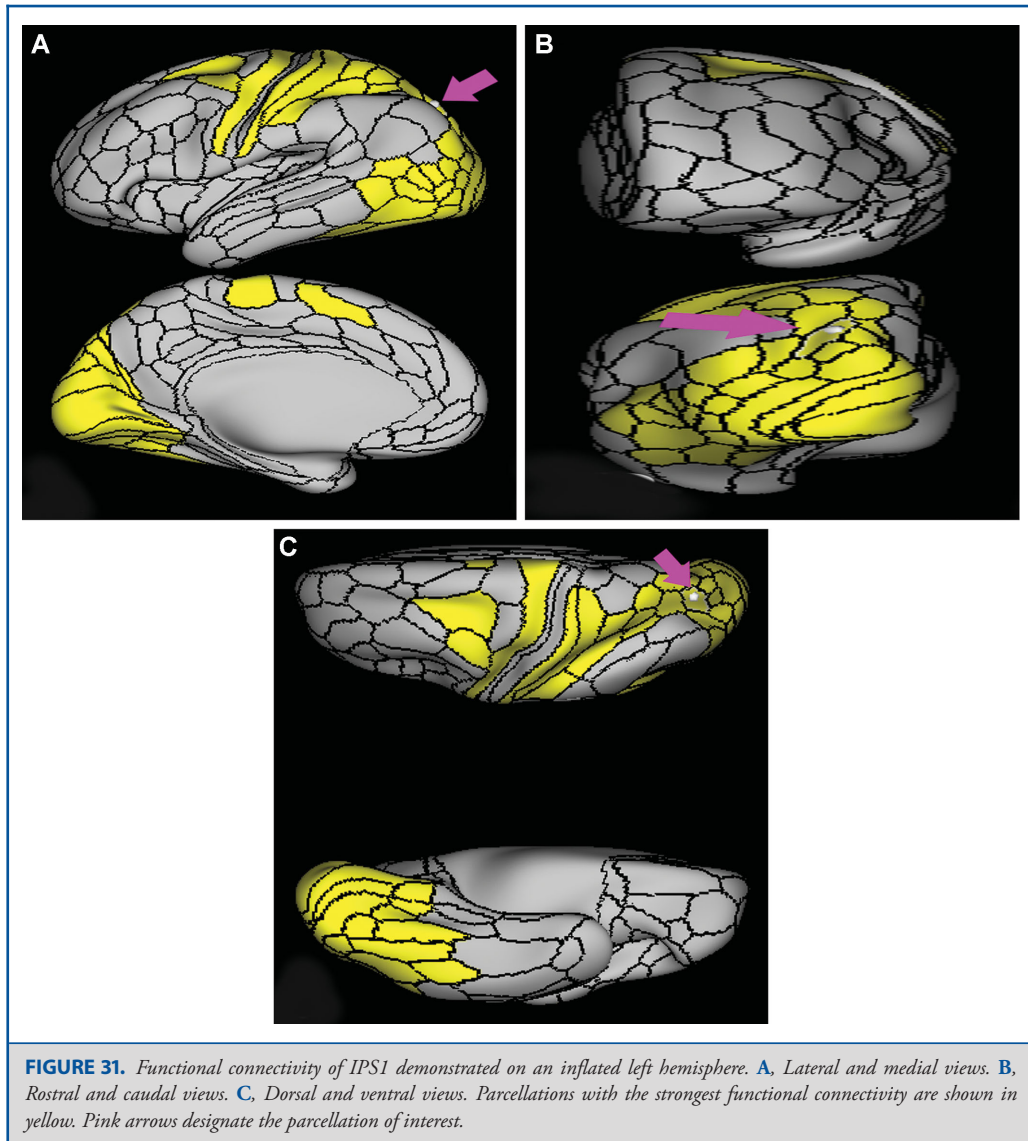 A
B
C
FIGURE 31. Functional connectivity of IPS1 demonstrated on an inflated left hemisphere. A, Lateral and medial views. B,
Rostral and caudal views. C, Dorsal and ventral views. Parcellations with the strongest functional connectivity are shown in
yellow. Pink arrows designate the parcellation of interest.